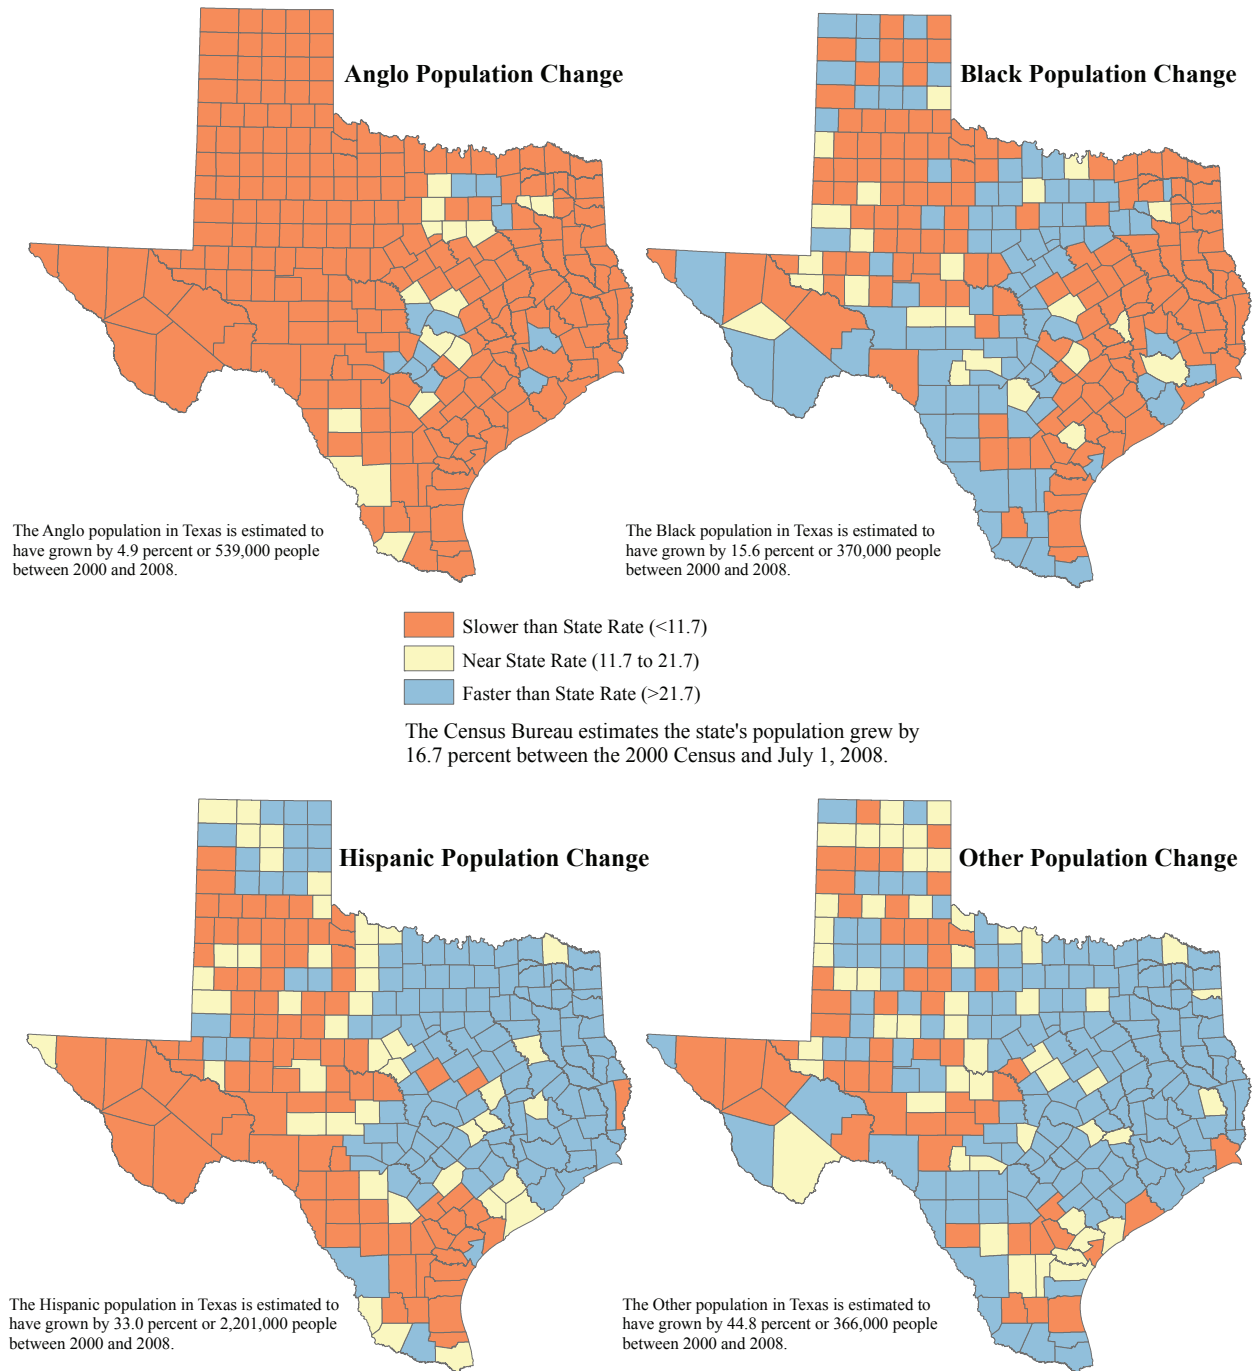 Anglo Population Change
Black Population Change
The Anglo population in Texas is estimated to
have grown by 4.9 percent or 539,000 people
between 2000 and 2008.
The Black population in Texas is estimated to
have grown by 15.6 percent or 370,000 people
between 2000 and 2008.
Slower than State Rate (<11.7)
Near State Rate (11.7 to 21.7)
Faster than State Rate (>21.7)
The Census Bureau estimates the state's population grew by
16.7 percent between the 2000 Census and July 1, 2008.
Hispanic Population Change
Other Population Change
The Hispanic population in Texas is estimated to
have grown by 33.0 percent or 2,201,000 people
between 2000 and 2008.
The Other population in Texas is estimated to
have grown by 44.8 percent or 366,000 people
between 2000 and 2008.